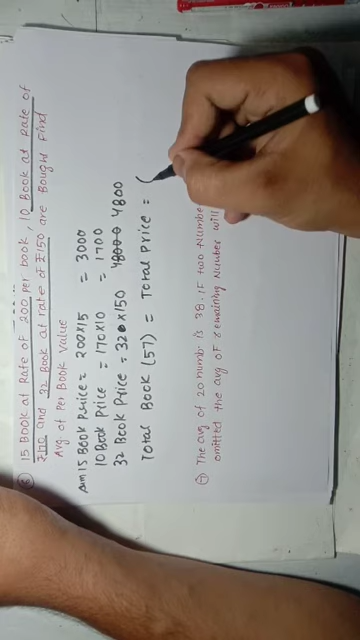 ③ 15 BOOK at Rate of 200 per book, 10 Book at Rate of
and 32 Book at rate of ₹150 are Bought Find
Avg of Per Book Value
15 Book Price = 200×15 = 3000
10 Book Price = 170×10 = 1700
32 Book Price = 32×150 4800
Total Book (57) = Total Price = (
④ The avg of 20 numbr is 38. IF two Numbe
omitted the avg of remaining Number will